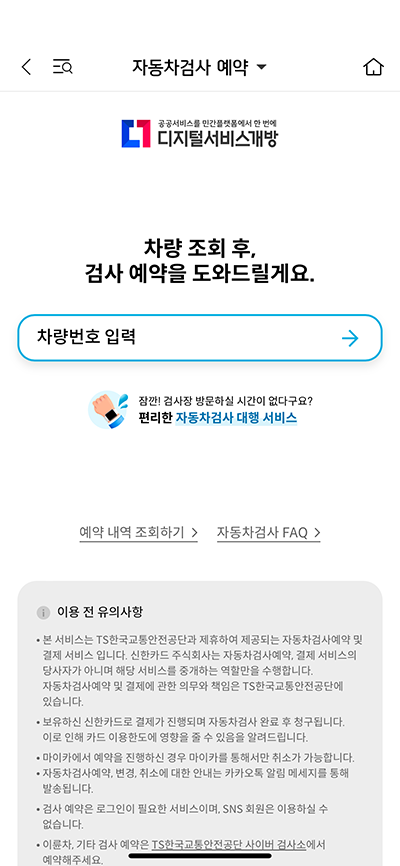 자동차검사 예약
공공서비스를 민간플랫폼에서 한 번에
디지털서비스개방
차량 조회 후,
검사 예약을 도와드릴게요.
차량번호 입력
잠깐! 검사장 방문하실 시간이 없다구요?
편리한 자동차검사 대행 서비스
예약 내역 조회하기 >
자동차검사 FAQ >
이용 전 유의사항
• 본 서비스는 TS한국교통안전공단과 제휴하여 제공되는 자동차검사예약 및
결제 서비스 입니다. 신한카드 주식회사는 자동차검사예약, 결제 서비스의
당사자가 아니며 해당 서비스를 중개하는 역할만을 수행합니다.
자동차검사예약 및 결제에 관한 의무와 책임은 TS한국교통안전공단에
있습니다.
• 보유하신 신한카드로 결제가 진행되며 자동차검사 완료 후 청구됩니다.
이로 인해 카드 이용한도에 영향을 줄 수 있음을 알려드립니다.
• 마이카에서 예약을 진행하신 경우 마이카를 통해서만 취소가 가능합니다.
• 자동차검사예약, 변경, 취소에 대한 안내는 카카오톡 알림 메세지를 통해
발송됩니다.
• 검사 예약은 로그인이 필요한 서비스이며, SNS 회원은 이용하실 수
없습니다.
• 이륜차, 기타 검사 예약은 TS한국교통안전공단 사이버 검사소에서
예약해주세요.